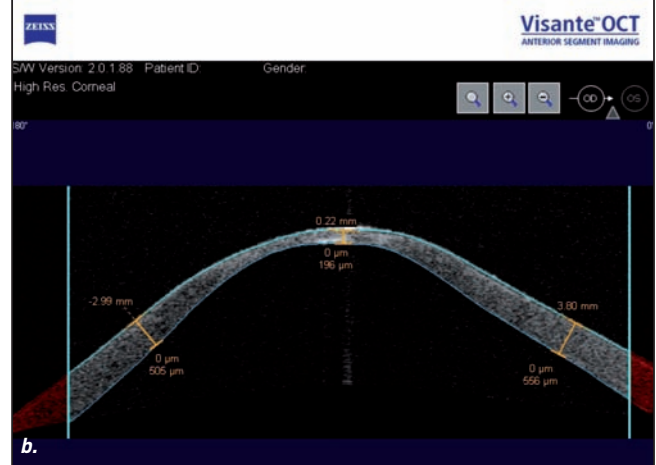 ZEISS
Visante™ OCT
ANTERIOR SEGMENT IMAGING
S/W Version: 2.0.1.88 Patient ID: Gender:
High Res. Corneal
OD
OS
180°
0°
0.22 mm
0 µm
196 µm
-2.99 mm
0 µm
505 µm
3.80 mm
0 µm
556 µm
b.